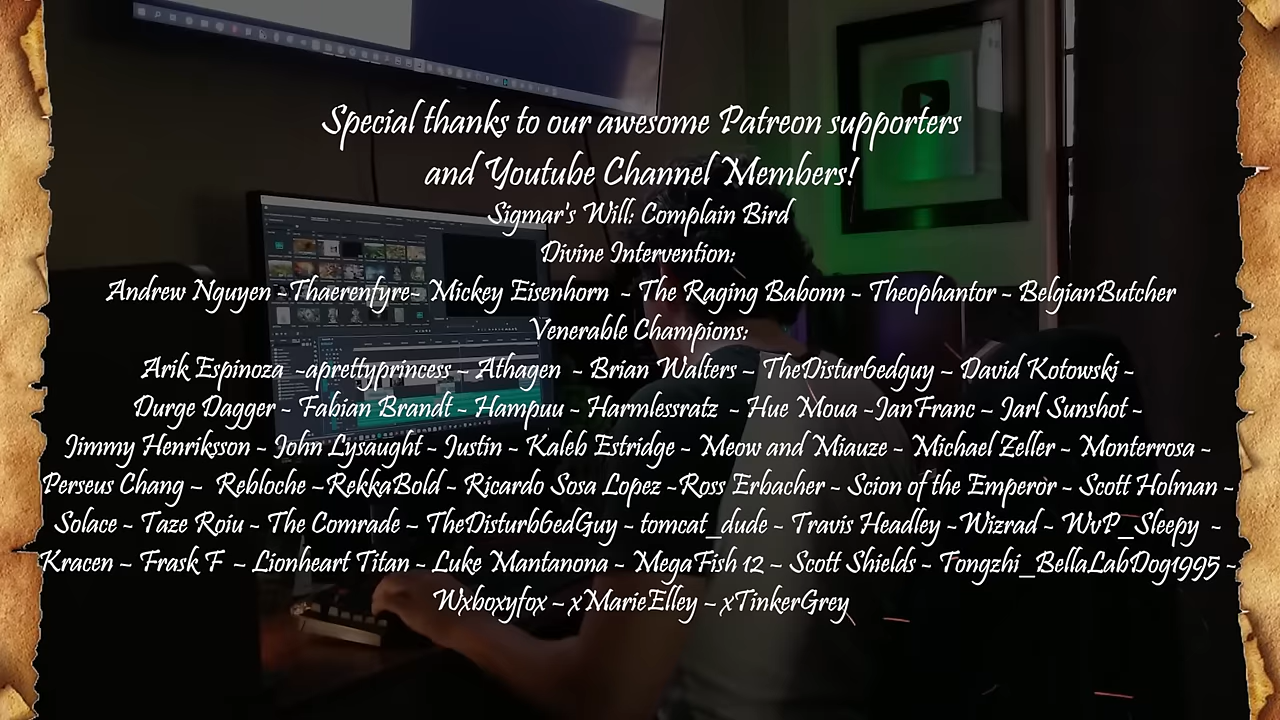 Special thanks to our awesome Patreon supporters
and Youtube Channel Members!
Sigmar's Will: Complain Bird
Divine Intervention:
Andrew Nguyen ~Thaerenfyre~ Mickey Eisenhorn ~ The Raging Babonn ~ Theophantor ~ BelgianButcher
Venerable Champions:
Arik Espinoza ~aprettyprincess ~ Athagen ~ Brian Walters ~ TheDistur6edguy ~ David Kotowski ~
Durge Dagger ~ Fabian Brandt ~ Hampuu ~ Harmlessratz ~ Hue Moua ~JanFranc ~ Jarl Sunshot ~
Jimmy Henriksson ~ John Lysaught ~ Justin ~ Kaleb Estridge ~ Meow and Miauze ~ Michael Zeller ~ Monterrosa ~
Perseus Chang ~ Rebloche ~RekkaBold ~ Ricardo Sosa Lopez ~Ross Erbacher ~ Scion of the Emperor ~ Scott Holman ~
Solace ~ Taze Roiu ~ The Comrade ~ TheDisturb6edGuy ~ tomcat_dude ~ Travis Headley ~Wizrad ~ WvP_Sleepy ~
Kracen ~ Frask F ~ Lionheart Titan ~ Luke Mantanona ~ MegaFish 12 ~ Scott Shields ~ Tongzhi_BellaLabDog1995 ~
Wxboxyfox ~ xMarieElley ~ xTinkerGrey